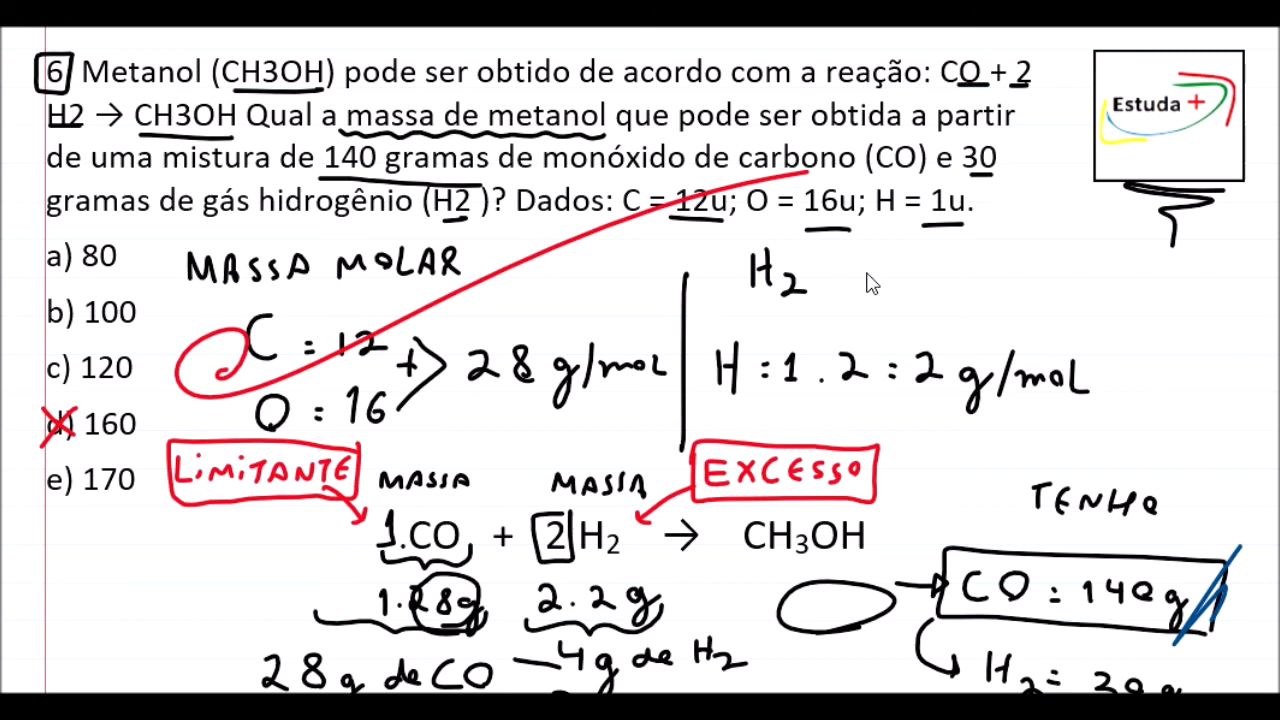 6) Metanol (CH3OH) pode ser obtido de acordo com a reação: CO + 2
H2 → CH3OH Qual a massa de metanol que pode ser obtida a partir
de uma mistura de 140 gramas de monóxido de carbono (CO) e 30
gramas de gás hidrogênio (H2 )? Dados: C = 12u; O = 16u; H = 1u.
Estuda +
a) 80
b) 100
c) 120
d) 160
e) 170
MASSA MOLAR
C = 12
O = 16
+
28 g/mol
H2
H = 1 . 2 = 2 g/mol
LIMITANTE
MASSA
MASSA
EXCESSO
1.CO + 2 H₂ → CH₃OH
1.28g
2.2g
28g de CO — 4g de H2
TENHO
CO = 140g
H2 = 30g